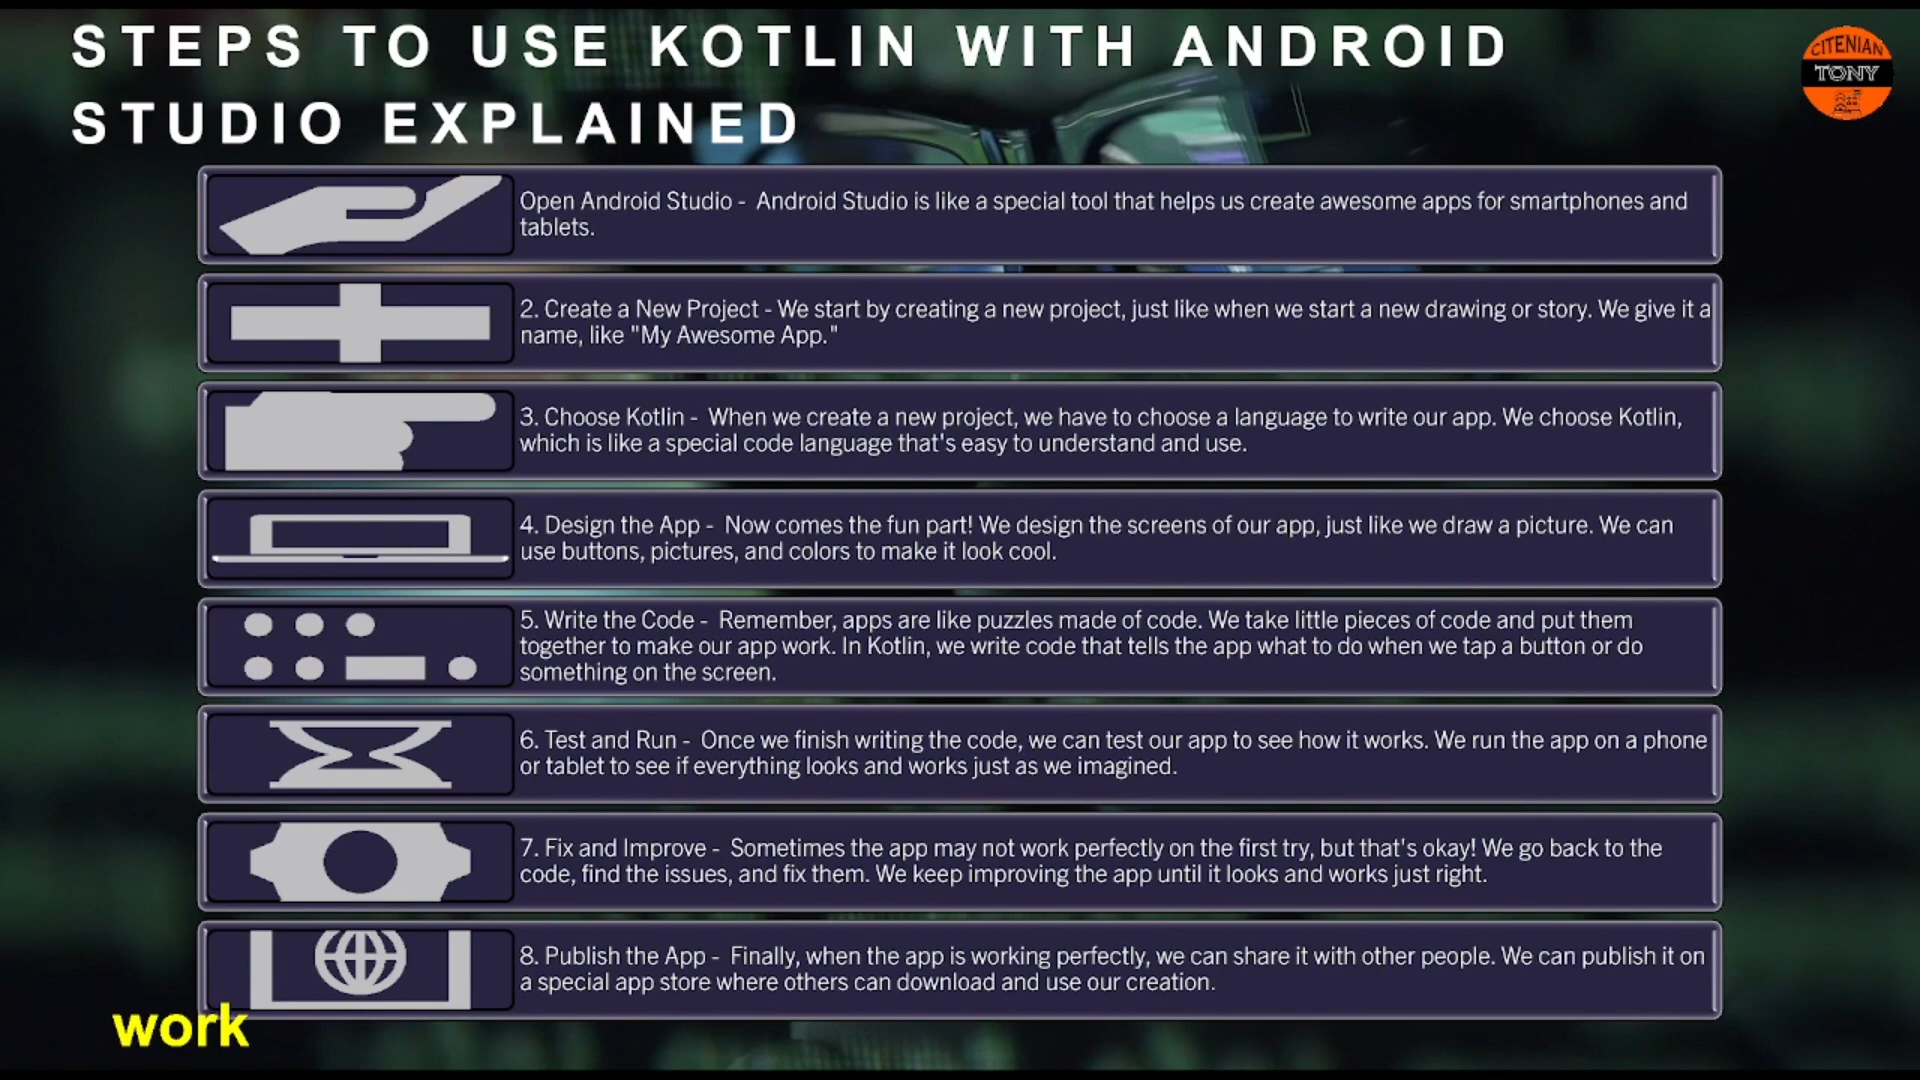 STEPS TO USE KOTLIN WITH ANDROID
STUDIO EXPLAINED
CITENIAN
TONY
Open Android Studio - Android Studio is like a special tool that helps us create awesome apps for smartphones and
tablets.
2. Create a New Project - We start by creating a new project, just like when we start a new drawing or story. We give it a
name, like "My Awesome App."
3. Choose Kotlin - When we create a new project, we have to choose a language to write our app. We choose Kotlin,
which is like a special code language that's easy to understand and use.
4. Design the App - Now comes the fun part! We design the screens of our app, just like we draw a picture. We can
use buttons, pictures, and colors to make it look cool.
5. Write the Code - Remember, apps are like puzzles made of code. We take little pieces of code and put them
together to make our app work. In Kotlin, we write code that tells the app what to do when we tap a button or do
something on the screen.
6. Test and Run - Once we finish writing the code, we can test our app to see how it works. We run the app on a phone
or tablet to see if everything looks and works just as we imagined.
7. Fix and Improve - Sometimes the app may not work perfectly on the first try, but that's okay! We go back to the
code, find the issues, and fix them. We keep improving the app until it looks and works just right.
8. Publish the App - Finally, when the app is working perfectly, we can share it with other people. We can publish it on
a special app store where others can download and use our creation.
work